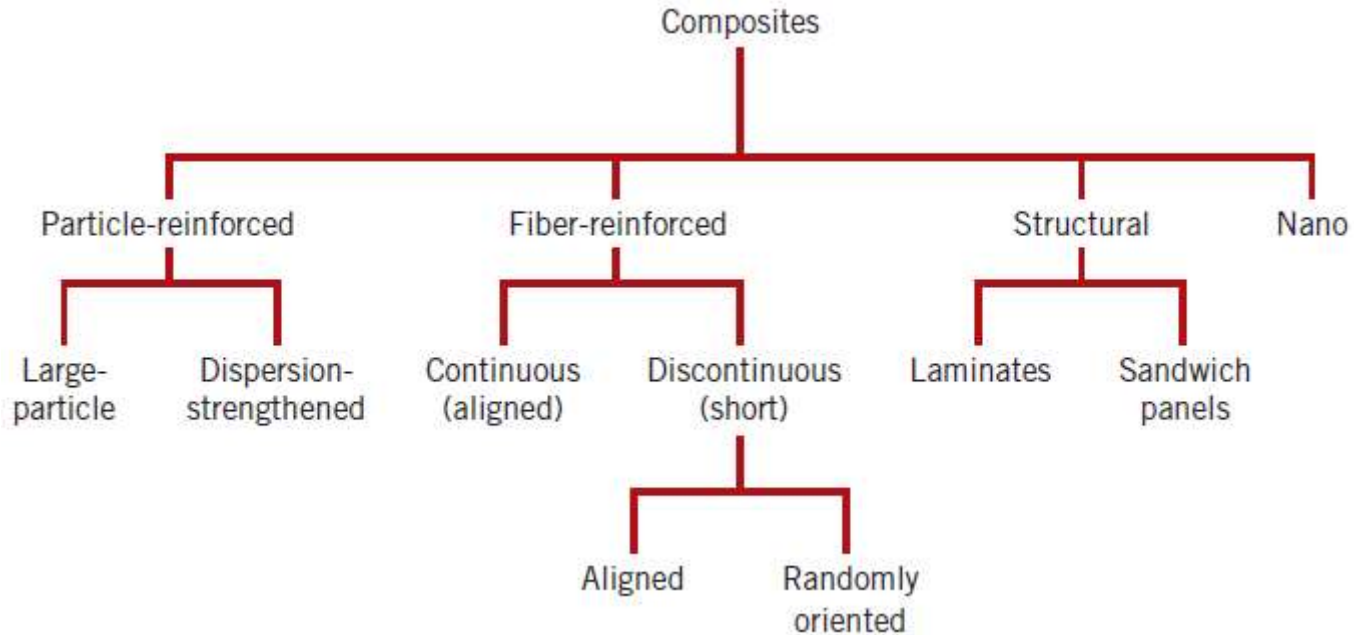 Composites
Particle-reinforced
Fiber-reinforced
Structural
Nano
Large-
particle
Dispersion-
strengthened
Continuous
(aligned)
Discontinuous
(short)
Laminates
Sandwich
panels
Aligned
Randomly
oriented